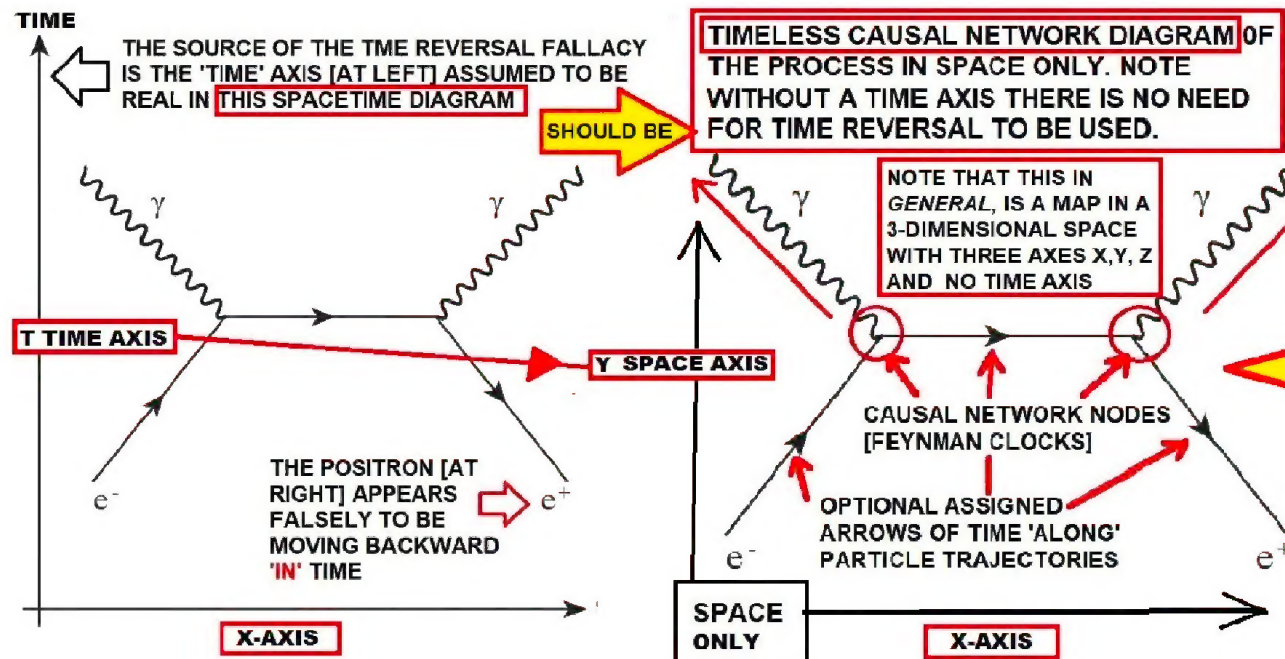 TIME
THE SOURCE OF THE TME REVERSAL FALLACY
IS THE 'TIME' AXIS [AT LEFT] ASSUMED TO BE
REAL IN THIS SPACETIME DIAGRAM
SHOULD BE
TIMELESS CAUSAL NETWORK DIAGRAM 0F
THE PROCESS IN SPACE ONLY. NOTE
WITHOUT A TIME AXIS THERE IS NO NEED
FOR TIME REVERSAL TO BE USED.
γ
γ
NOTE THAT THIS IN
GENERAL, IS A MAP IN A
3-DIMENSIONAL SPACE
WITH THREE AXES X,Y, Z
AND NO TIME AXIS
γ
γ
T TIME AXIS
Y SPACE AXIS
CAUSAL NETWORK NODES
[FEYNMAN CLOCKS]
THE POSITRON [AT
RIGHT] APPEARS
FALSELY TO BE
MOVING BACKWARD
'IN' TIME
e-
e+
OPTIONAL ASSIGNED
ARROWS OF TIME 'ALONG'
PARTICLE TRAJECTORIES
e-
e+
SPACE
ONLY
X-AXIS
X-AXIS